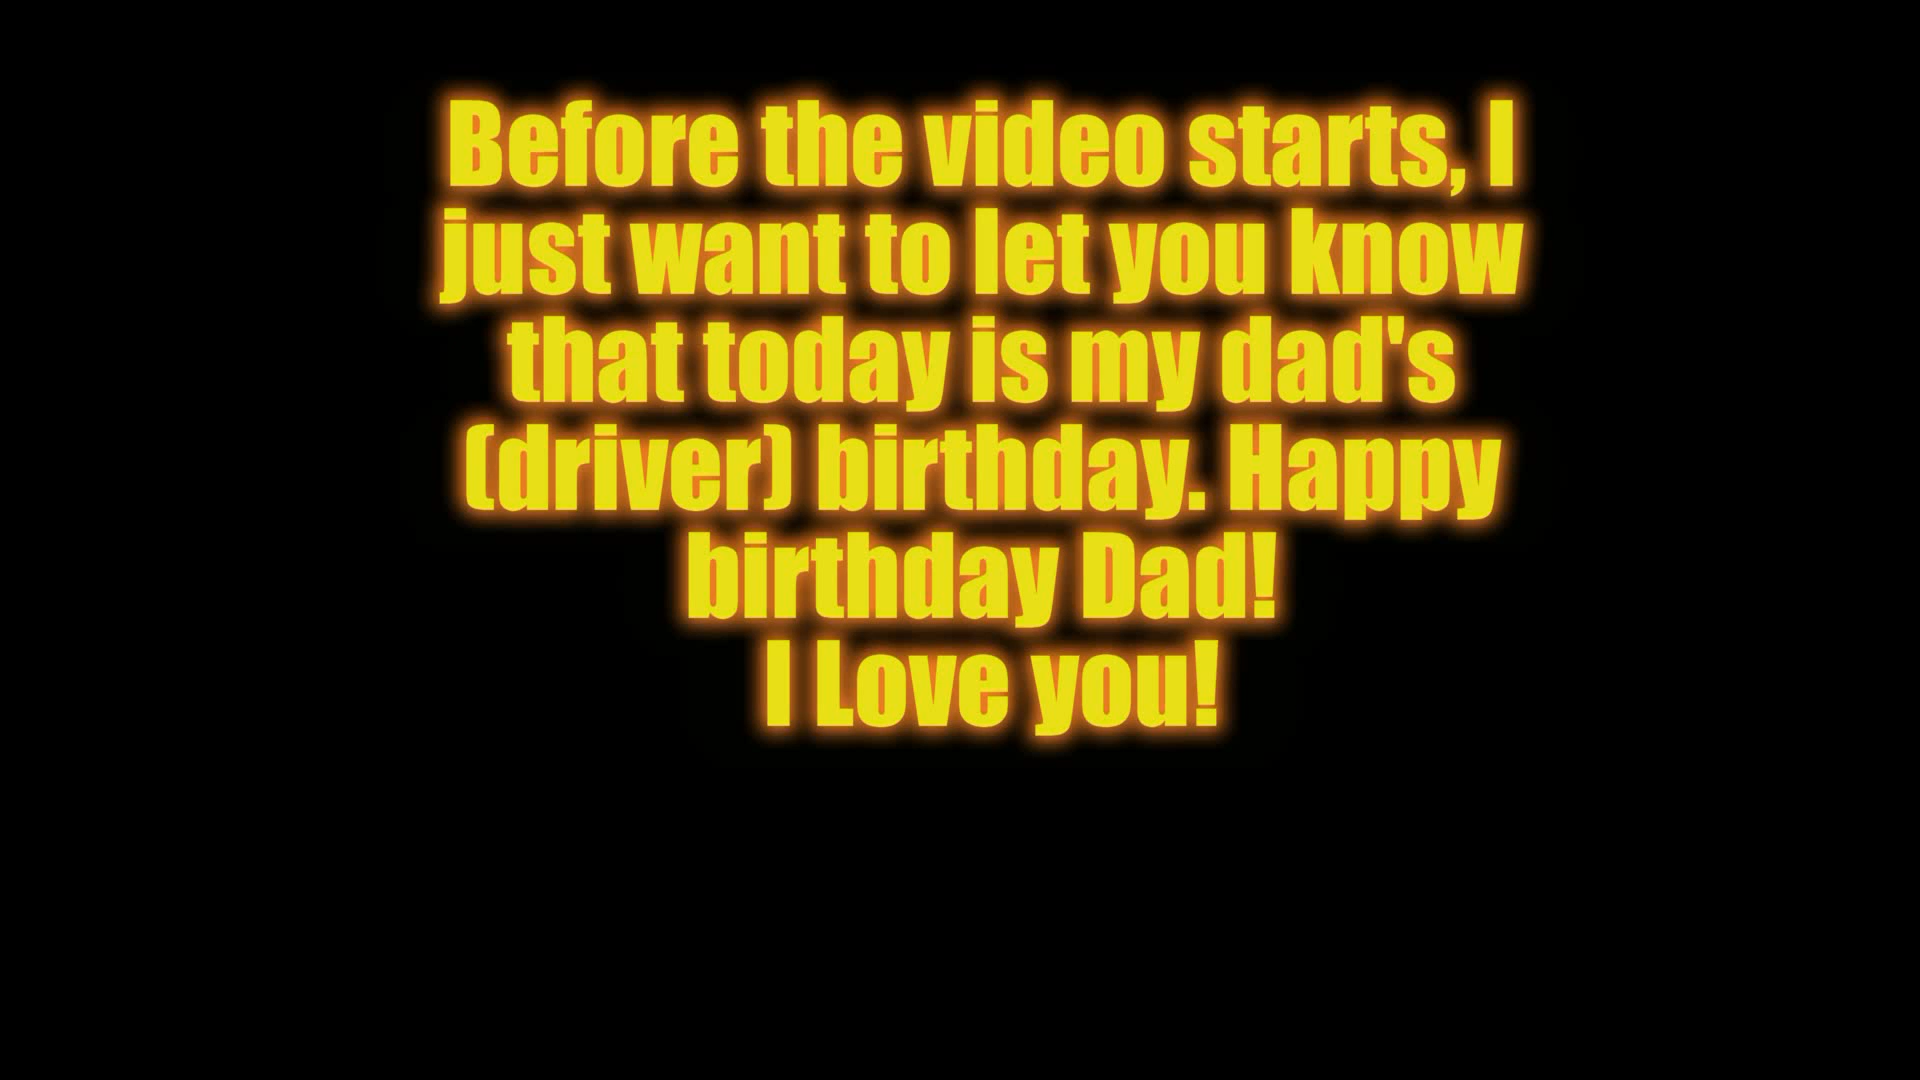 Before the video starts, I
just want to let you know
that today is my dad's
(driver) birthday. Happy
birthday Dad!
I Love you!